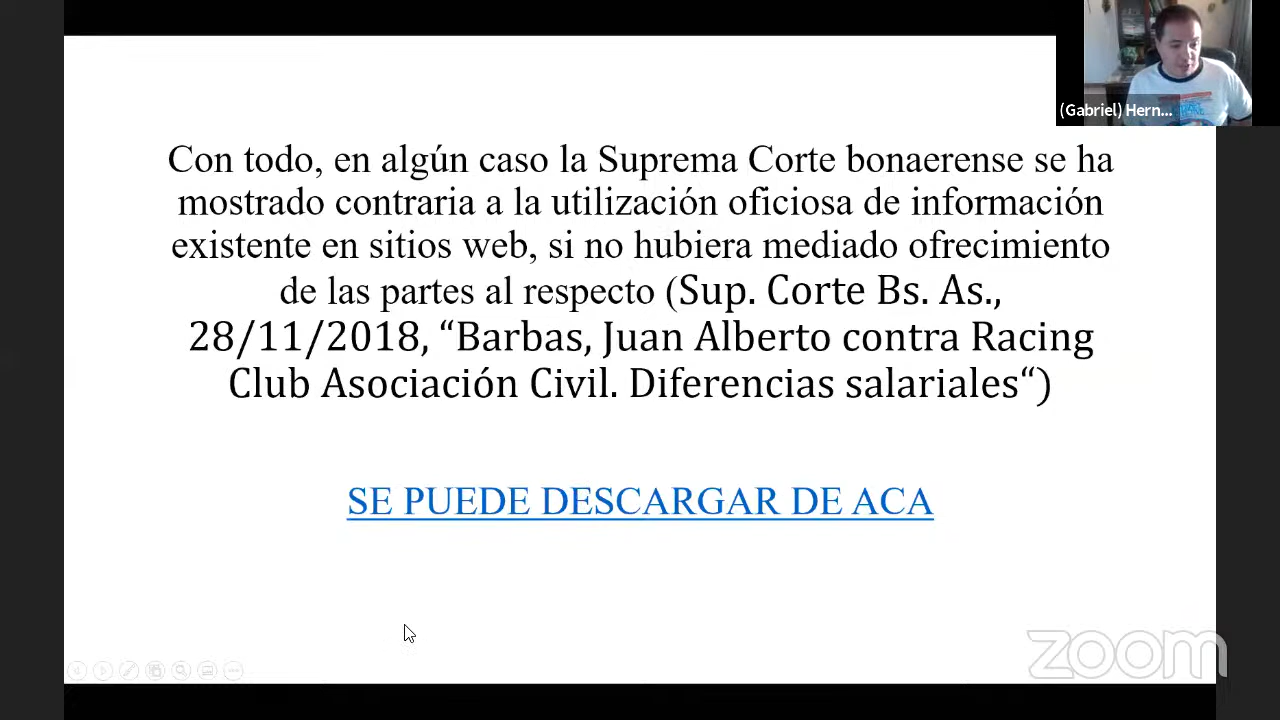 (Gabriel) Hern...
Con todo, en algún caso la Suprema Corte bonaerense se ha
mostrado contraria a la utilización oficiosa de información
existente en sitios web, si no hubiera mediado ofrecimiento
de las partes al respecto (Sup. Corte Bs. As.,
28/11/2018, “Barbas, Juan Alberto contra Racing
Club Asociación Civil. Diferencias salariales“)
SE PUEDE DESCARGAR DE ACA
zoom